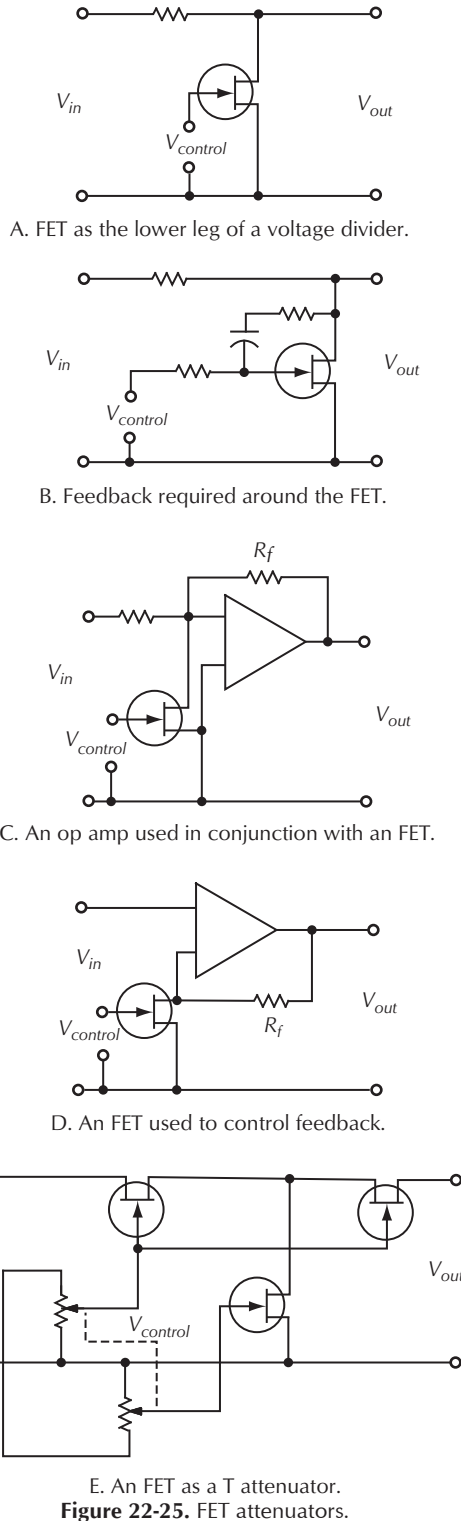 V_in
V_out
V_control
A. FET as the lower leg of a voltage divider.
V_in
V_out
V_control
B. Feedback required around the FET.
R_f
V_in
V_out
V_control
C. An op amp used in conjunction with an FET.
V_in
V_out
V_control
R_f
D. An FET used to control feedback.
V_out
V_control
E. An FET as a T attenuator.
Figure 22-25. FET attenuators.